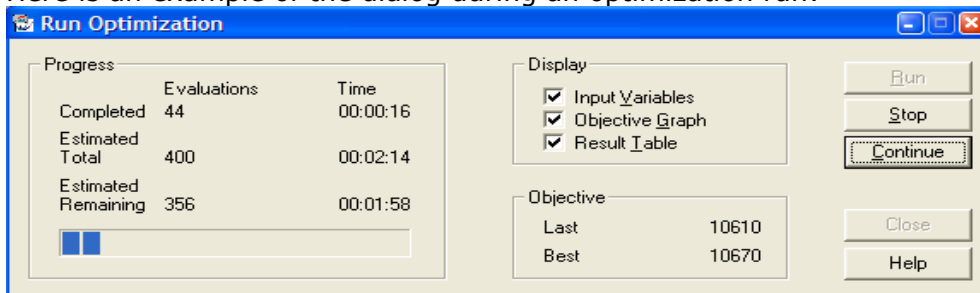 Here is an example of the dialog during an optimization run.
Run Optimization
Progress
Evaluations Time
Completed 44 00:00:16
Estimated
Total 400 00:02:14
Estimated
Remaining 356 00:01:58
Display
Input Variables
Objective Graph
Result Table
Objective
Last 10610
Best 10670
Run
Stop
Continue
Close
Help